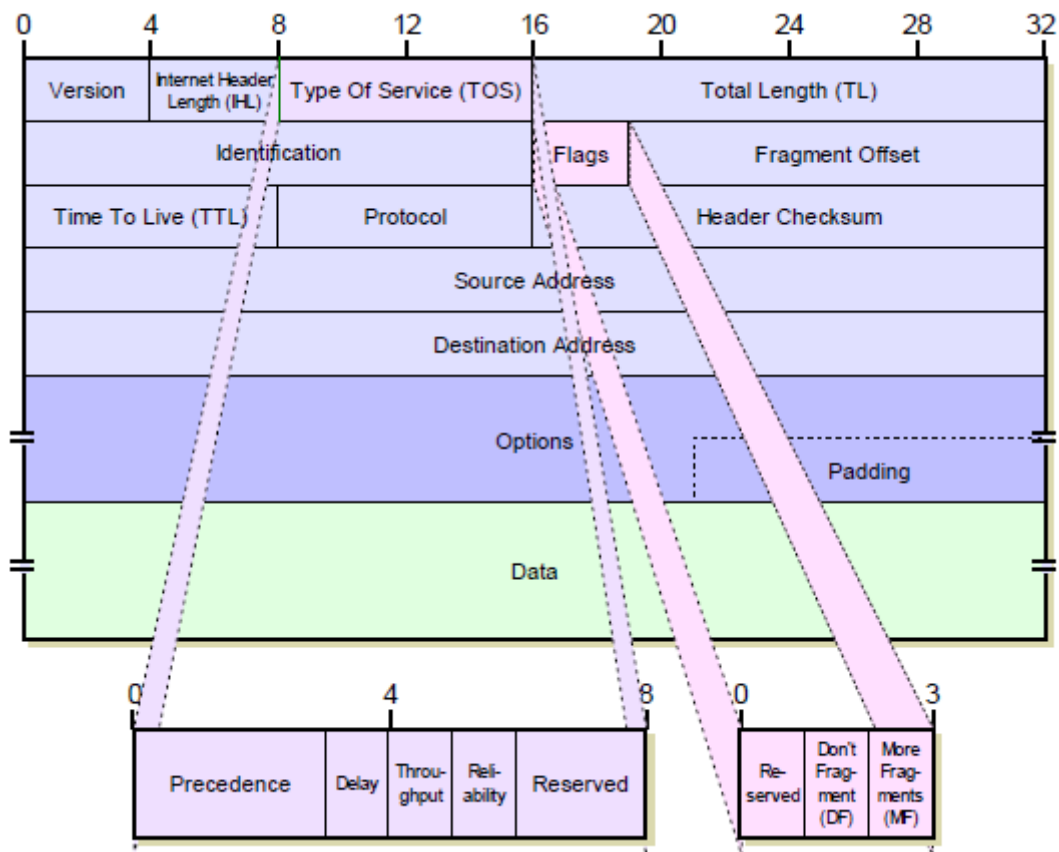 0 4 8 12 16 20 24 28 32
Version
Internet Header
Length (IHL)
Type Of Service (TOS)
Total Length (TL)
Identification
Flags
Fragment Offset
Time To Live (TTL)
Protocol
Header Checksum
Source Address
Destination Address
Options
Padding
Data
0 4 8
Precedence
Delay
Throu-
ghput
Reli-
ability
Reserved
0 3
Re-
served
Don't
Frag-
ment
(DF)
More
Frag-
ments
(MF)